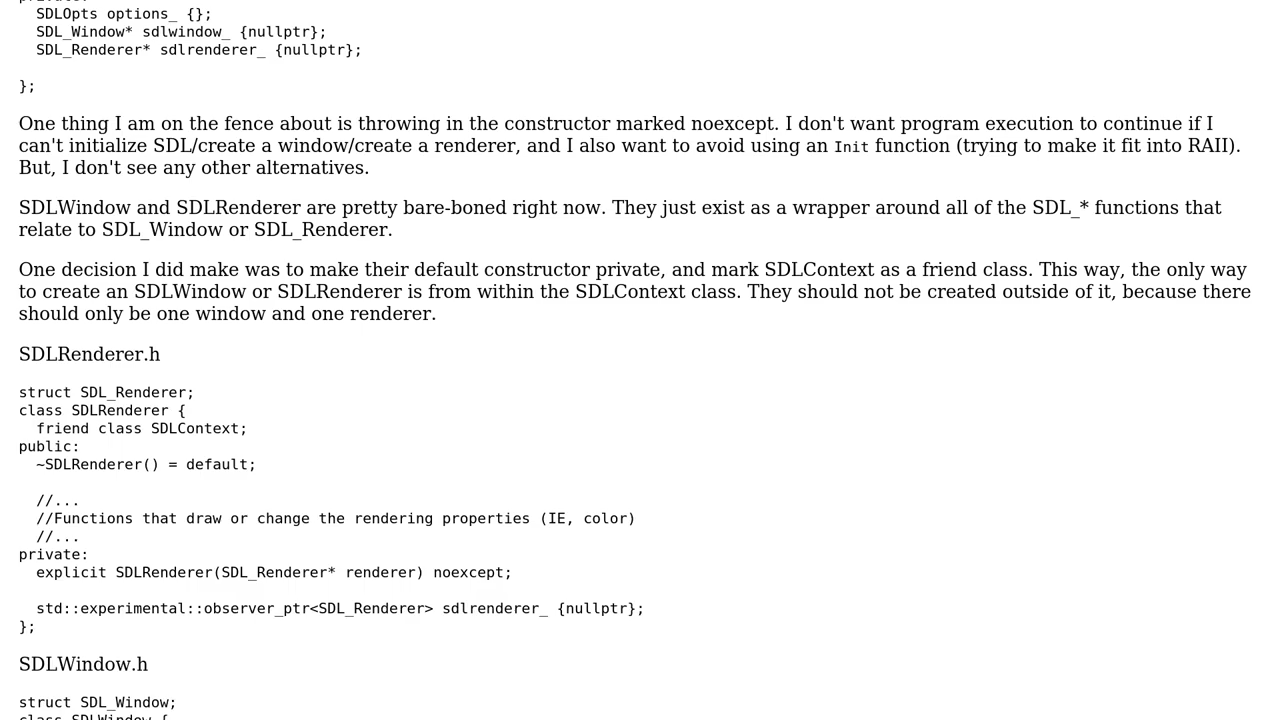 private:
  SDLOpts options_ {};
  SDL_Window* sdlwindow_ {nullptr};
  SDL_Renderer* sdlrenderer_ {nullptr};

};
One thing I am on the fence about is throwing in the constructor marked noexcept. I don't want program execution to continue if I
can't initialize SDL/create a window/create a renderer, and I also want to avoid using an Init function (trying to make it fit into RAII).
But, I don't see any other alternatives.
SDLWindow and SDLRenderer are pretty bare-boned right now. They just exist as a wrapper around all of the SDL_* functions that
relate to SDL_Window or SDL_Renderer.
One decision I did make was to make their default constructor private, and mark SDLContext as a friend class. This way, the only way
to create an SDLWindow or SDLRenderer is from within the SDLContext class. They should not be created outside of it, because there
should only be one window and one renderer.
SDLRenderer.h
struct SDL_Renderer;
class SDLRenderer {
  friend class SDLContext;
public:
  ~SDLRenderer() = default;

  //...
  //Functions that draw or change the rendering properties (IE, color)
  //...
private:
  explicit SDLRenderer(SDL_Renderer* renderer) noexcept;

  std::experimental::observer_ptr<SDL_Renderer> sdlrenderer_ {nullptr};
};
SDLWindow.h
struct SDL_Window;
class SDLWindow {